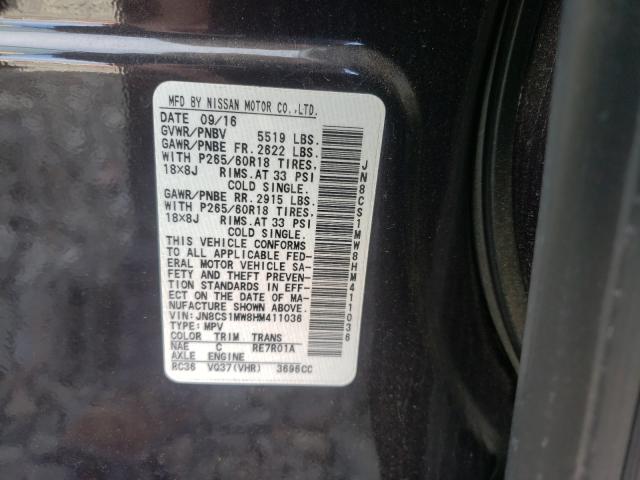 MFD BY NISSAN MOTOR CO.,LTD.
DATE 09/16
GVWR/PNBV 5519 LBS.
GAWR/PNBE FR. 2622 LBS.
WITH P265/60R18 TIRES.
18X8J RIMS.AT 33 PSI
COLD SINGLE.
GAWR/PNBE RR. 2915 LBS.
WITH P265/60R18 TIRES.
18X8J RIMS.AT 33 PSI
COLD SINGLE.
THIS VEHICLE CONFORMS
TO ALL APPLICABLE FED-
ERAL MOTOR VEHICLE SA-
FETY AND THEFT PREVEN-
TION STANDARDS IN EFF-
ECT ON THE DATE OF MA-
NUFACTURE SHOWN ABOVE.
VIN: JN8CS1MW8HM411036
TYPE: MPV
COLOR TRIM TRANS
NAE C RE7R01A
AXLE ENGINE
RC36 VQ37(VHR) 3696CC
JN8CS1MW8HM411036